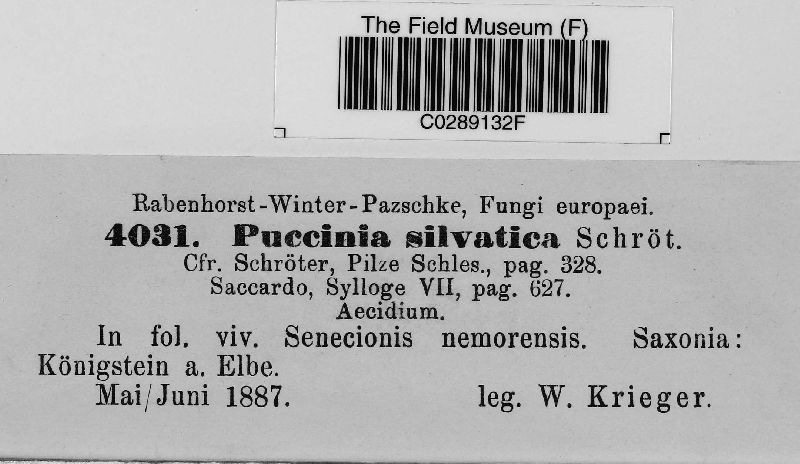 The Field Museum (F)
C0289132F
Rabenhorst-Winter-Pazschke, Fungi europaei.
4031. Puccinia silvatica Schröt.
Cfr. Schröter, Pilze Schles., pag. 328.
Saccardo, Sylloge VII, pag. 627.
Aecidium.
In fol. viv. Senecionis nemorensis. Saxonia:
Königstein a. Elbe.
Mai/Juni 1887. leg. W. Krieger.